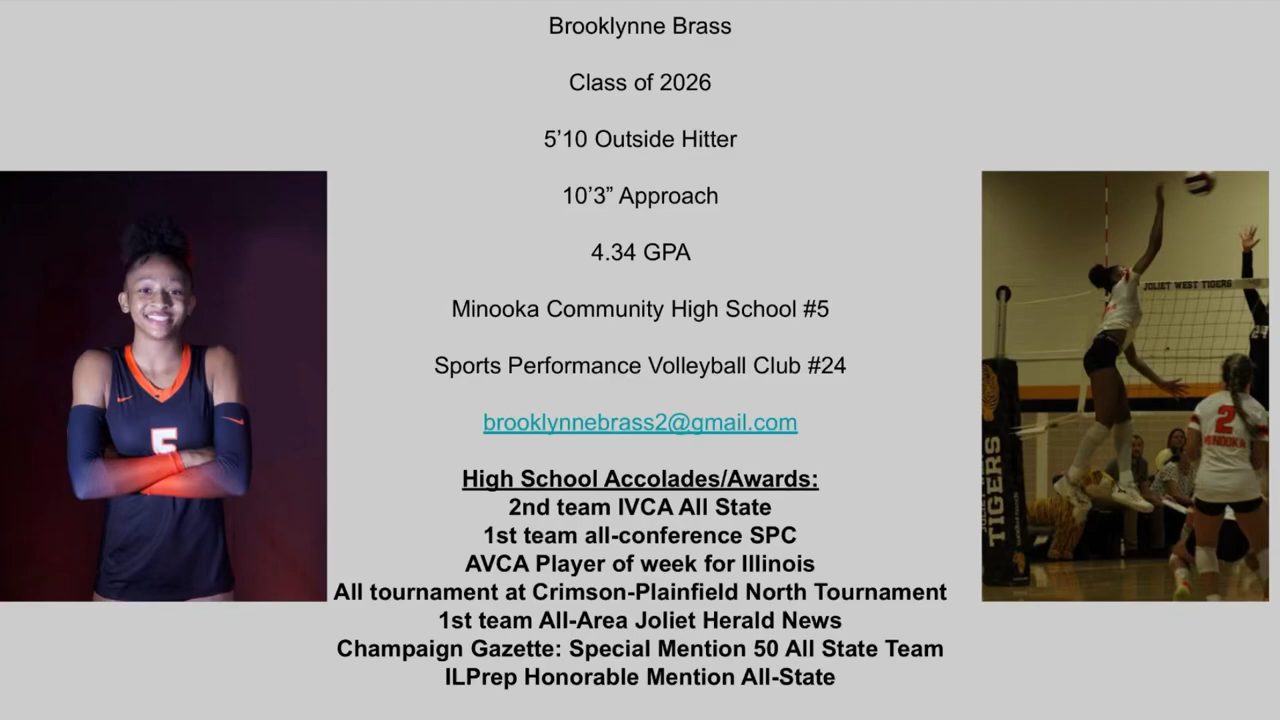 Brooklynne Brass
Class of 2026
5’10 Outside Hitter
10’3” Approach
4.34 GPA
Minooka Community High School #5
Sports Performance Volleyball Club #24
brooklynnebrass2@gmail.com
High School Accolades/Awards:
2nd team IVCA All State
1st team all-conference SPC
AVCA Player of week for Illinois
All tournament at Crimson-Plainfield North Tournament
1st team All-Area Joliet Herald News
Champaign Gazette: Special Mention 50 All State Team
ILPrep Honorable Mention All-State
5
JOLIET WEST TIGERS
TIGERS
2
MINOOKA